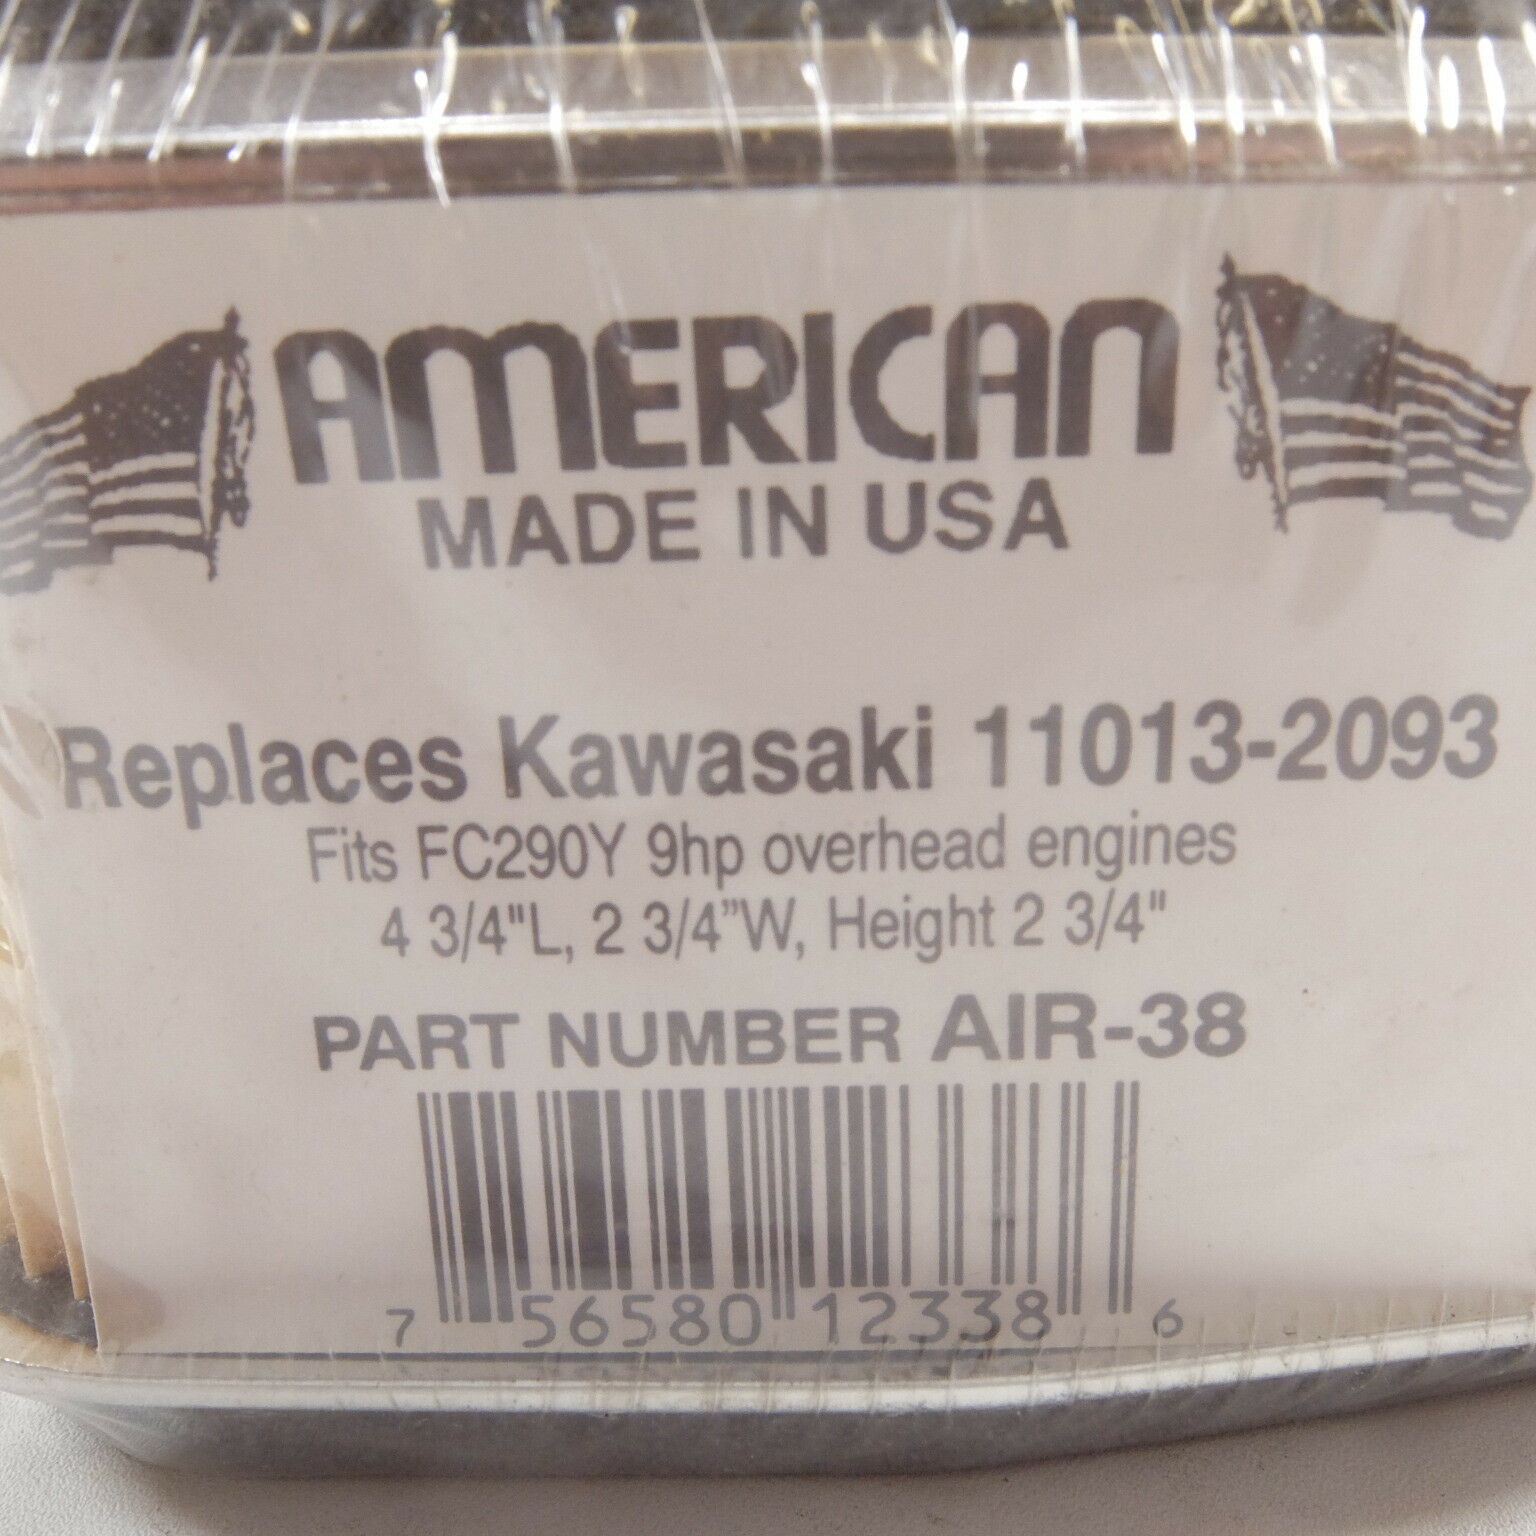 AMERICAN
MADE IN USA
Replaces Kawasaki 11013-2093
Fits FC290Y 9hp overhead engines
4 3/4"L, 2 3/4”W, Height 2 3/4"
PART NUMBER AIR-38
7 56580 12338 6